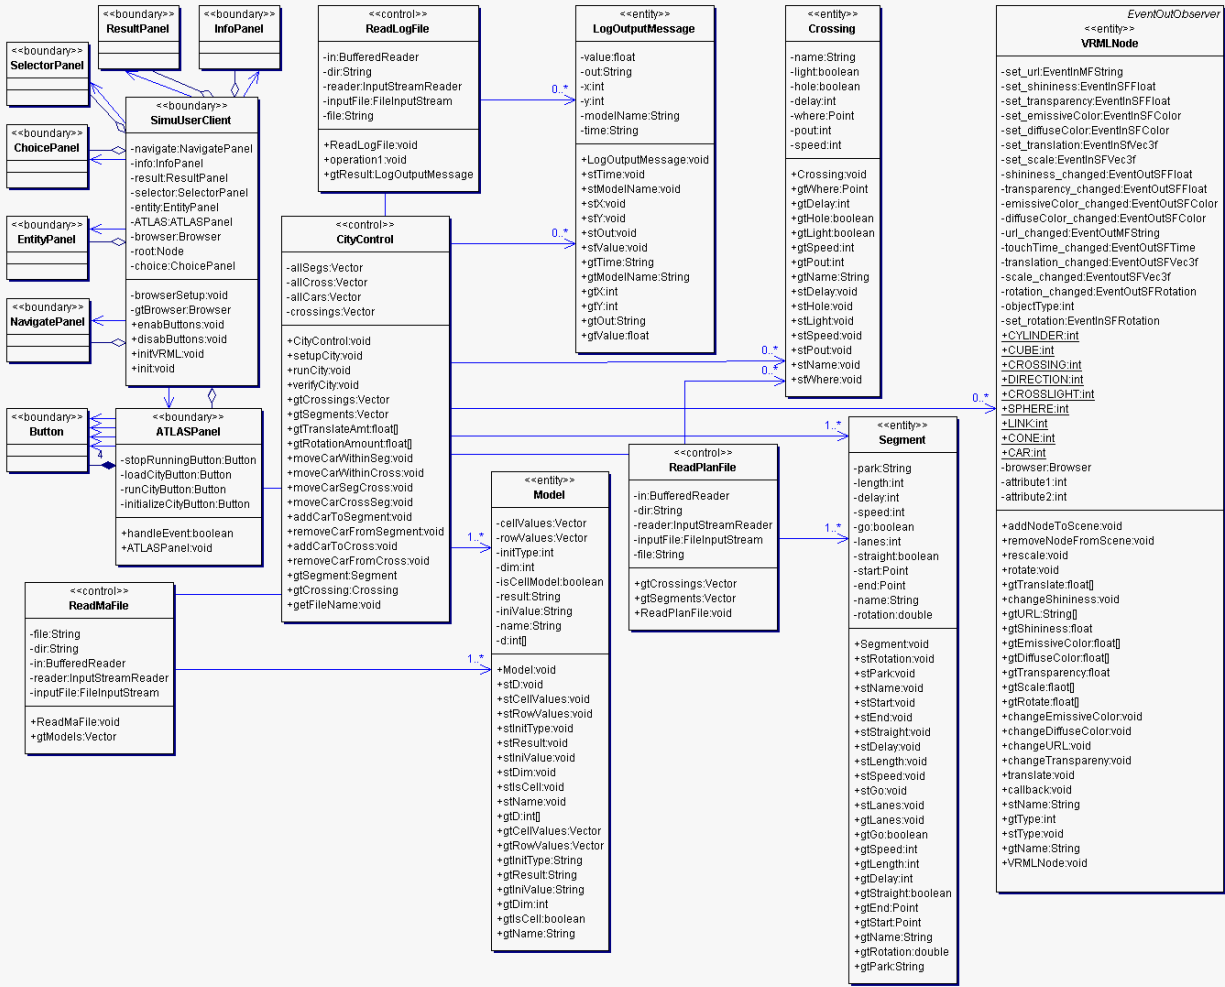 <<boundary>>
ResultPanel
<<boundary>>
InfoPanel
<<boundary>>
SelectorPanel
<<boundary>>
SimuUserClient
-navigate:NavigatePanel
-info:InfoPanel
-result:ResultPanel
-selector:SelectorPanel
-entity:EntityPanel
-ATLAS:ATLASPanel
-browser:Browser
-root:Node
-choice:ChoicePanel
-browserSetup:void
-gtBrowser:Browser
+enabButtons:void
+disabButtons:void
+initVRML:void
+init:void
<<boundary>>
ChoicePanel
<<boundary>>
EntityPanel
<<boundary>>
NavigatePanel
<<boundary>>
Button
4
<<boundary>>
ATLASPanel
-stopRunningButton:Button
-loadCityButton:Button
-runCityButton:Button
-initializeCityButton:Button
+handleEvent:boolean
+ATLASPanel:void
<<control>>
ReadMaFile
-file:String
-dir:String
-in:BufferedReader
-reader:InputStreamReader
-inputFile:FileInputStream
+ReadMaFile:void
+gtModels:Vector
<<control>>
ReadLogFile
-in:BufferedReader
-dir:String
-reader:InputStreamReader
-inputFile:FileInputStream
-file:String
+ReadLogFile:void
+operation1:void
+gtResult:LogOutputMessage
<<control>>
CityControl
-allSegs:Vector
-allCross:Vector
-allCars:Vector
-crossings:Vector
+CityControl:void
+setupCity:void
+runCity:void
+verifyCity:void
+gtCrossings:Vector
+gtSegments:Vector
+gtTranslateAmt:float[]
+gtRotationAmount:float[]
+moveCarWithinSeg:void
+moveCarWithinCross:void
+moveCarSegCross:void
+moveCarCrossSeg:void
+addCarToSegment:void
+removeCarFromSegment:void
+addCarToCross:void
+removeCarFromCross:void
+gtSegment:Segment
+gtCrossing:Crossing
+getFileName:void
0..*
0..*
0..*
0..*
0..*
1..*
1..*
1..*
1..*
<<entity>>
LogOutputMessage
-value:float
-out:String
-x:int
-y:int
-modelName:String
-time:String
+LogOutputMessage:void
+stTime:void
+stModelName:void
+stX:void
+stY:void
+stOut:void
+stValue:void
+gtTime:String
+gtModelName:String
+gtX:int
+gtY:int
+gtOut:String
+gtValue:float
<<entity>>
Model
-cellValues:Vector
-rowValues:Vector
-initType:int
-dim:int
-isCellModel:boolean
-result:String
-iniValue:String
-name:String
-d:int[]
+Model:void
+stD:void
+stCellValues:void
+stRowValues:void
+stInitType:void
+stResult:void
+stIniValue:void
+stDim:void
+stIsCell:void
+stName:void
+gtD:int[]
+gtCellValues:Vector
+gtRowValues:Vector
+gtInitType:String
+gtResult:String
+gtIniValue:String
+gtDim:int
+gtIsCell:boolean
+gtName:String
<<control>>
ReadPlanFile
-in:BufferedReader
-dir:String
-reader:InputStreamReader
-inputFile:FileInputStream
-file:String
+gtCrossings:Vector
+gtSegments:Vector
+ReadPlanFile:void
<<entity>>
Crossing
-name:String
-light:boolean
-hole:boolean
-delay:int
-where:Point
-pout:int
-speed:int
+Crossing:void
+gtWhere:Point
+gtDelay:int
+gtHole:boolean
+gtLight:boolean
+gtSpeed:int
+gtPout:int
+gtName:String
+stDelay:void
+stHole:void
+stLight:void
+stSpeed:void
+stPout:void
+stName:void
+stWhere:void
<<entity>>
Segment
-park:String
-length:int
-delay:int
-speed:int
-go:boolean
-lanes:int
-straight:boolean
-start:Point
-end:Point
-name:String
-rotation:double
+Segment:void
+stRotation:void
+stPark:void
+stName:void
+stStart:void
+stEnd:void
+stStraight:void
+stDelay:void
+stLength:void
+stSpeed:void
+stGo:void
+stLanes:void
+gtLanes:void
+gtGo:boolean
+gtSpeed:int
+gtLength:int
+gtDelay:int
+gtStraight:boolean
+gtEnd:Point
+gtStart:Point
+gtName:String
+gtRotation:double
+gtPark:String
EventOutObserver
<<entity>>
VRMLNode
-set_url:EventInMFString
-set_shininess:EventInSFFloat
-set_transparency:EventInSFFloat
-set_emissiveColor:EventInSFColor
-set_diffuseColor:EventInSFColor
-set_translation:EventInSfVec3f
-set_scale:EventInSFVec3f
-shininess_changed:EventOutSFFloat
-transparency_changed:EventOutSFFloat
-emissiveColor_changed:EventOutSFColor
-diffuseColor_changed:EventOutSFColor
-url_changed:EventOutMFString
-touchTime_changed:EventOutSFTime
-translation_changed:EventOutSFVec3f
-scale_changed:EventoutSFVec3f
-rotation_changed:EventOutSFRotation
-objectType:int
-set_rotation:EventInSFRotation
+CYLINDER:int
+CUBE:int
+CROSSING:int
+DIRECTION:int
+CROSSLIGHT:int
+SPHERE:int
+LINK:int
+CONE:int
+CAR:int
-browser:Browser
-attribute1:int
-attribute2:int
+addNodeToScene:void
+removeNodeFromScene:void
+rescale:void
+rotate:void
+gtTranslate:float[]
+changeShininess:void
+gtURL:String[]
+gtShininess:float
+gtEmissiveColor:float[]
+gtDiffuseColor:float[]
+gtTransparency:float
+gtScale:flaot[]
+gtRotate:float[]
+changeEmissiveColor:void
+changeDiffuseColor:void
+changeURL:void
+changeTranspareny:void
+translate:void
+callback:void
+stName:String
+gtType:int
+stType:void
+gtName:String
+VRMLNode:void